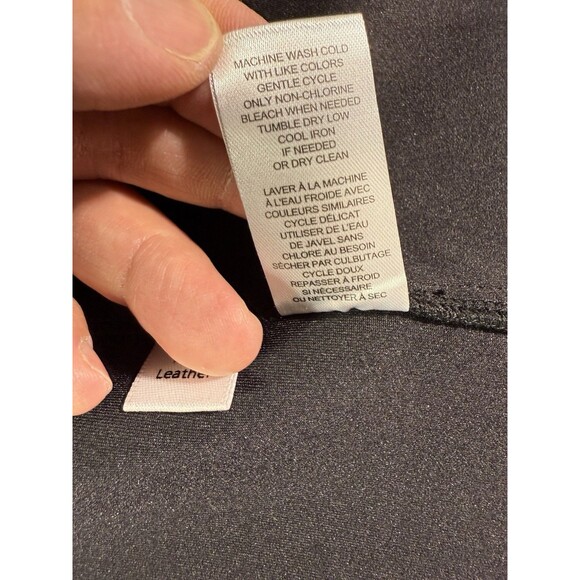 MACHINE WASH COLD
WITH LIKE COLORS
GENTLE CYCLE
ONLY NON-CHLORINE
BLEACH WHEN NEEDED
TUMBLE DRY LOW
COOL IRON
IF NEEDED
OR DRY CLEAN
LAVER À LA MACHINE
À L'EAU FROIDE AVEC
COULEURS SIMILAIRES
CYCLE DÉLICAT
UTILISER DE L'EAU
DE JAVEL SANS
CHLORE AU BESOIN
SÉCHER PAR CULBUTAGE
CYCLE DOUX
REPASSER À FROID
SI NÉCESSAIRE
OU NETTOYER À SEC
Leather